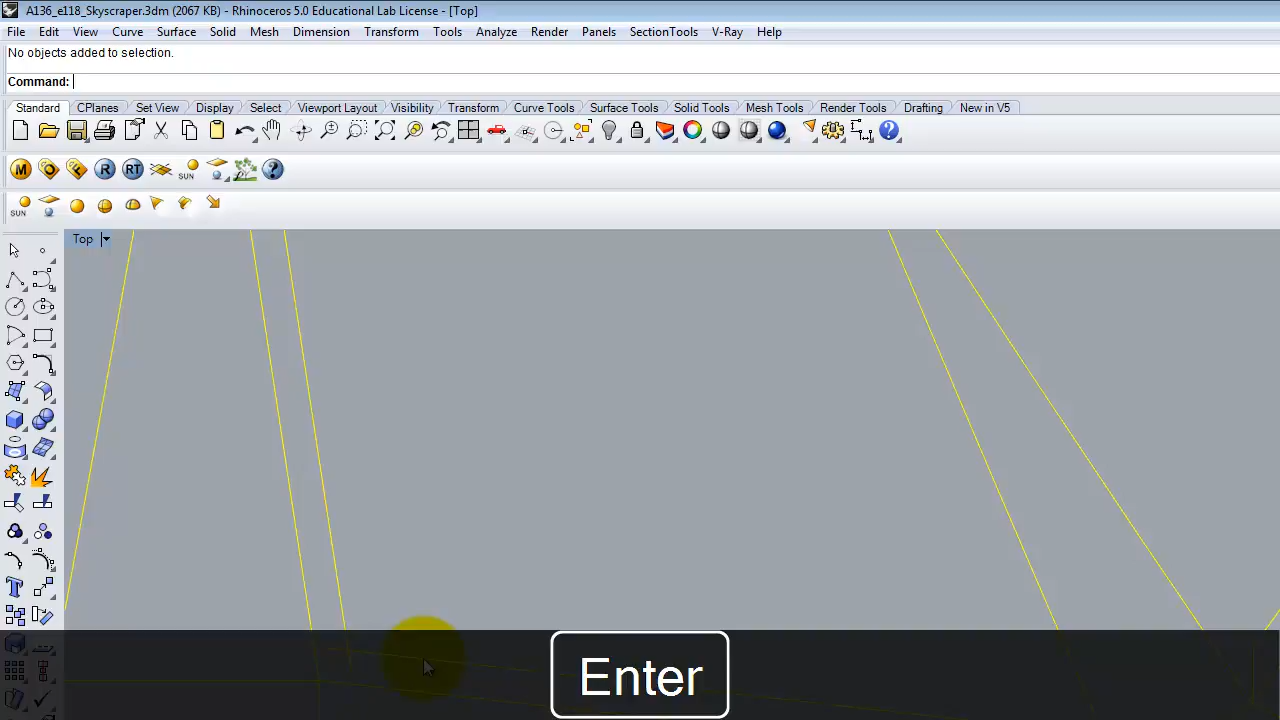 A136_e118_Skyscraper.3dm (2067 KB) - Rhinoceros 5.0 Educational Lab License - [Top]
File Edit View Curve Surface Solid Mesh Dimension Transform Tools Analyze Render Panels SectionTools V-Ray Help
No objects added to selection.
Command:
Standard CPlanes Set View Display Select Viewport Layout Visibility Transform Curve Tools Surface Tools Solid Tools Mesh Tools Render Tools Drafting New in V5
M O F R RT SUN ?
SUN
Top
T
Enter